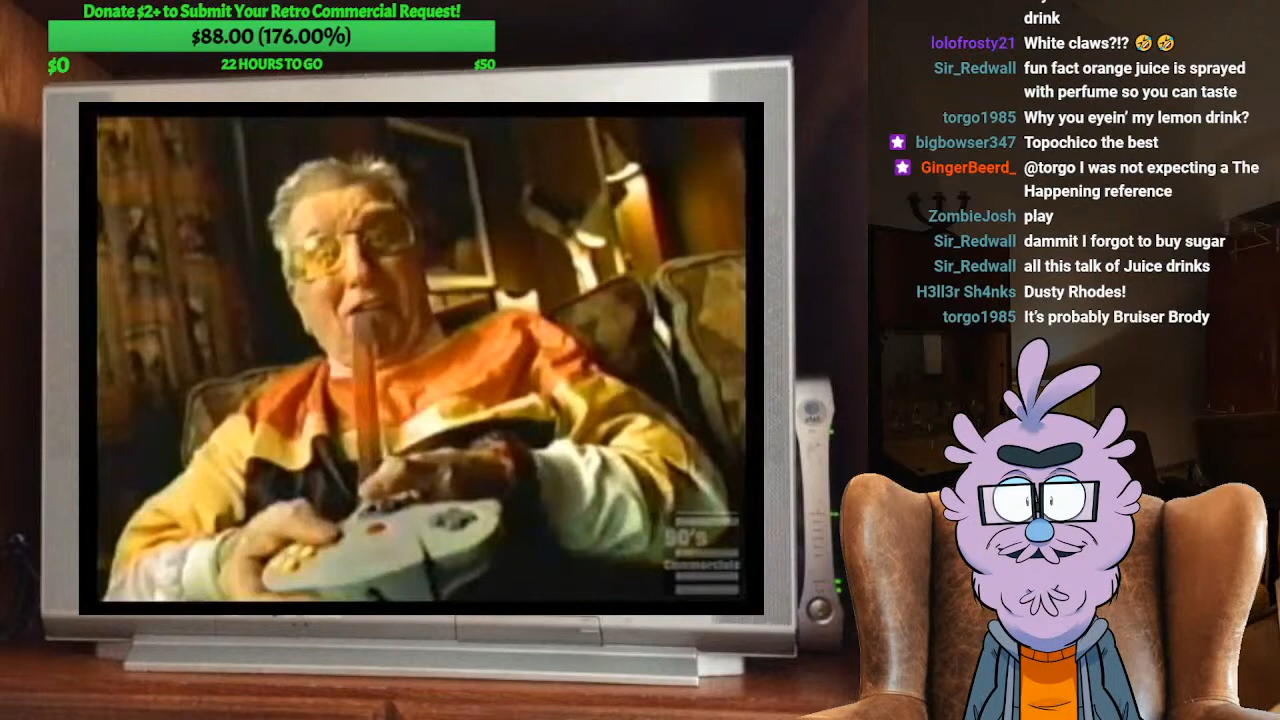 Donate $2+ to Submit Your Retro Commercial Request!
$88.00 (176.00%)
$0
22 HOURS TO GO
$50
drink
lolofrosty21 White claws?!? 🤣 🤣
Sir_Redwall fun fact orange juice is sprayed
with perfume so you can taste
torgo1985 Why you eyein' my lemon drink?
bigbowser347 Topochico the best
GingerBeerd_ @torgo I was not expecting a The
Happening reference
ZombieJosh play
Sir_Redwall dammit I forgot to buy sugar
Sir_Redwall all this talk of Juice drinks
H3ll3r Sh4nks Dusty Rhodes!
torgo1985 It's probably Bruiser Brody
90's
Commercials